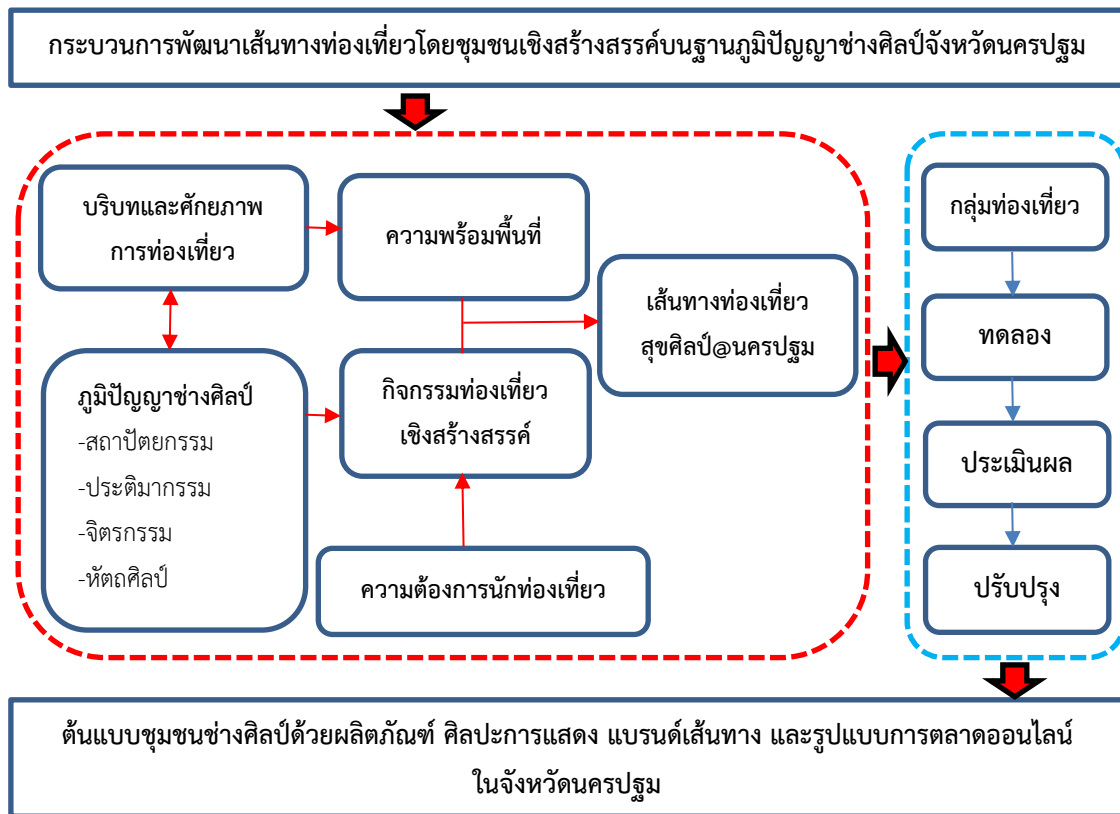 กระบวนการพัฒนาเส้นทางท่องเที่ยวโดยชุมชนเชิงสร้างสรรค์บนฐานภูมิปัญญาช่างศิลป์จังหวัดนครปฐม
บริบทและศักยภาพ
การท่องเที่ยว
ความพร้อมพื้นที่
เส้นทางท่องเที่ยว
สุขศิลป์@นครปฐม
ภูมิปัญญาช่างศิลป์
-สถาปัตยกรรม
-ประติมากรรม
-จิตรกรรม
-หัตถศิลป์
กิจกรรมท่องเที่ยว
เชิงสร้างสรรค์
ความต้องการนักท่องเที่ยว
กลุ่มท่องเที่ยว
ทดลอง
ประเมินผล
ปรับปรุง
ต้นแบบชุมชนช่างศิลป์ด้วยผลิตภัณฑ์ ศิลปะการแสดง แบรนด์เส้นทาง และรูปแบบการตลาดออนไลน์
ในจังหวัดนครปฐม